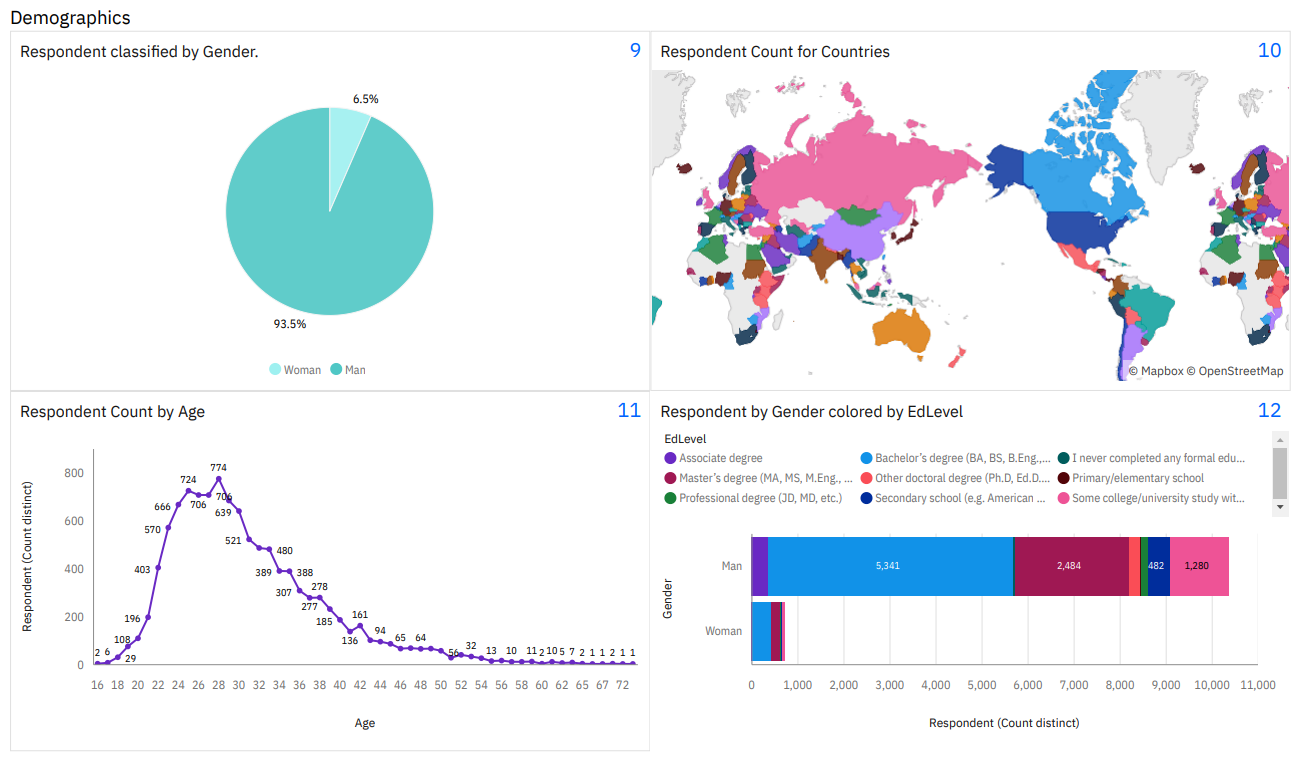 Demographics
Respondent classified by Gender.
9
6.5%
93.5%
Woman Man
Respondent Count for Countries
10
© Mapbox © OpenStreetMap
Respondent Count by Age
11
Respondent (Count distinct)
800
600
400
200
0
2 6 29 108 196 403 570 666 724 706 774 706 639 521 480 389 388 307 278 277 185 136 161 94 65 64 56 32 13 10 11 2 10 5 7 2 1 1 2 1 1
16 18 20 22 24 26 28 30 32 34 36 38 40 42 44 46 48 50 52 54 56 58 60 62 65 67 72
Age
Respondent by Gender colored by EdLevel
12
EdLevel
Associate degree Bachelor’s degree (BA, BS, B.Eng.,... I never completed any formal edu...
Master’s degree (MA, MS, M.Eng., ... Other doctoral degree (Ph.D, Ed.D.... Primary/elementary school
Professional degree (JD, MD, etc.) Secondary school (e.g. American ... Some college/university study wit...
Gender
Man
5,341 2,484 482 1,280
Woman
0 1,000 2,000 3,000 4,000 5,000 6,000 7,000 8,000 9,000 10,000 11,000
Respondent (Count distinct)